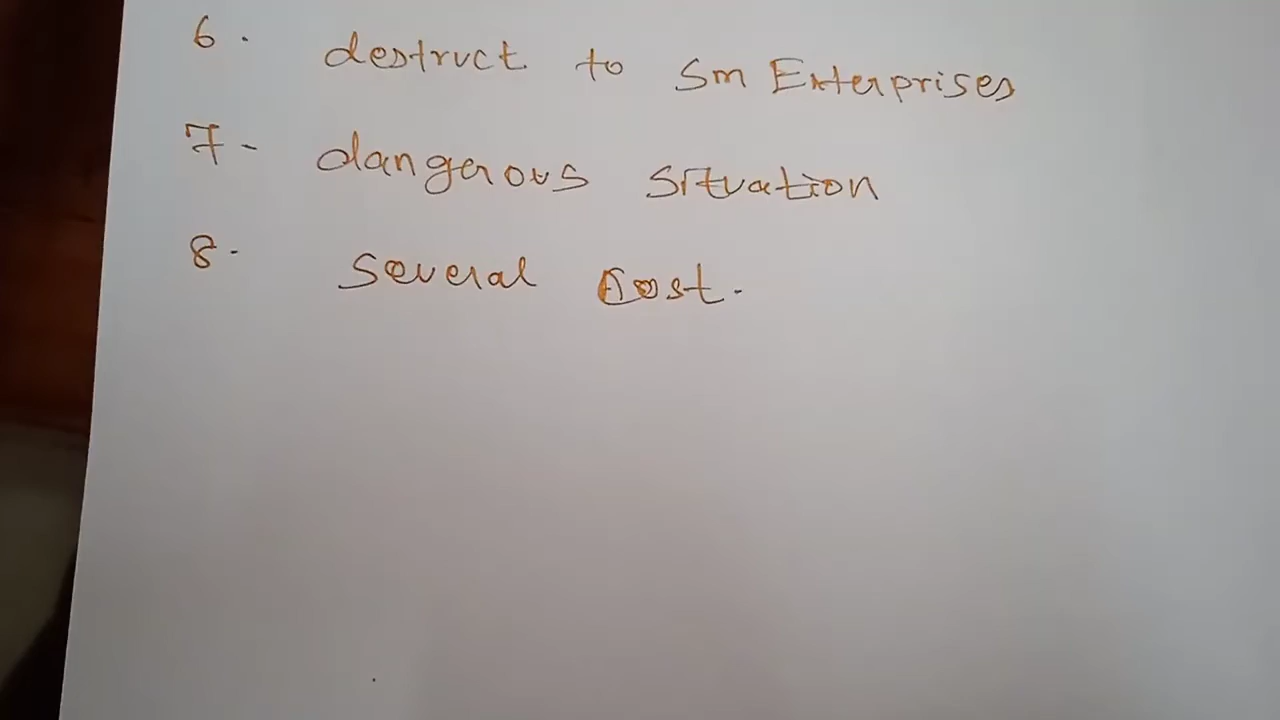 6. destruct to Sm Enterprises
7- dangerous situation
8. Several Cost.